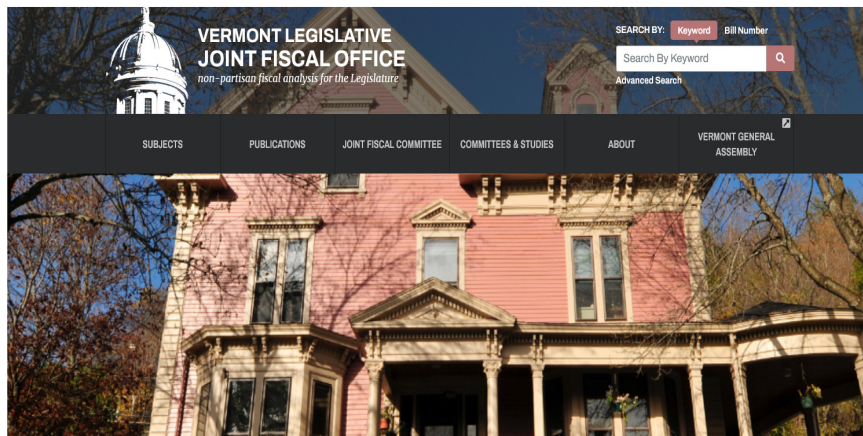 VERMONT LEGISLATIVE
JOINT FISCAL OFFICE
non-partisan fiscal analysis for the Legislature
SEARCH BY:
Keyword
Bill Number
Search By Keyword
Advanced Search
SUBJECTS
PUBLICATIONS
JOINT FISCAL COMMITTEE
COMMITTEES & STUDIES
ABOUT
VERMONT GENERAL
ASSEMBLY